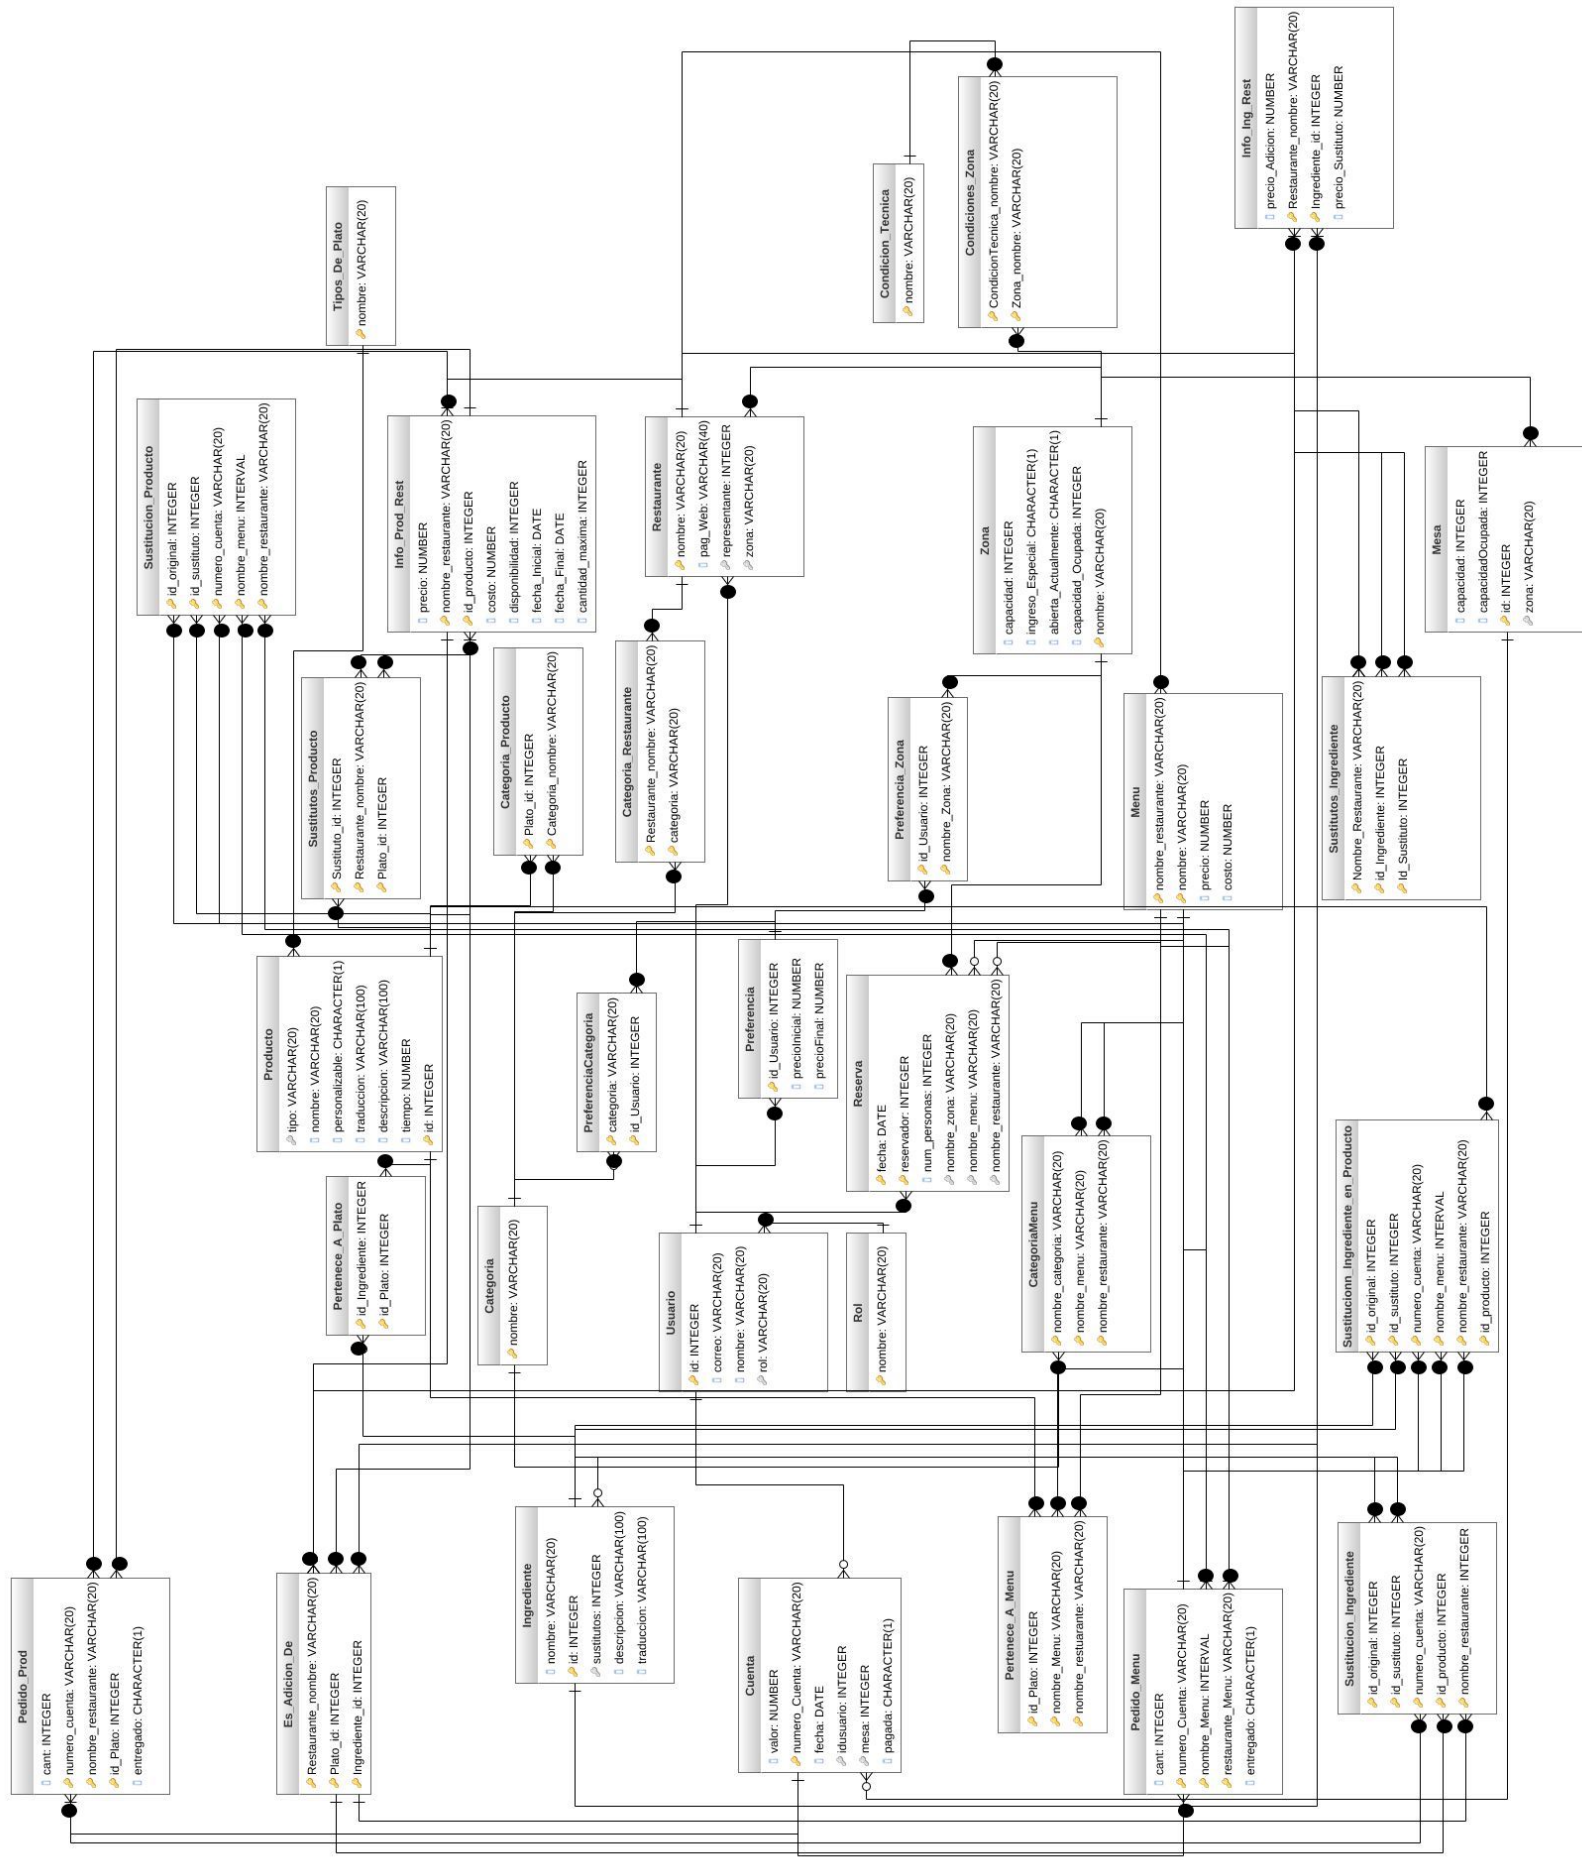 Info_Ing_Rest
precio_Adicion: NUMBER
Restaurante_nombre: VARCHAR(20)
Ingrediente_id: INTEGER
precio_Sustituto: NUMBER
Condiciones_Zona
CondicionTecnica_nombre: VARCHAR(20)
Zona_nombre: VARCHAR(20)
Condicion_Tecnica
nombre: VARCHAR(20)
Tipos_De_Plato
nombre: VARCHAR(20)
Sustitucion_Producto
id_original: INTEGER
id_sustituto: INTEGER
numero_cuenta: VARCHAR(20)
nombre_menu: INTERVAL
nombre_restaurante: VARCHAR(20)
Info_Prod_Rest
precio: NUMBER
nombre_restaurante: VARCHAR(20)
id_producto: INTEGER
costo: NUMBER
disponibilidad: INTEGER
fecha_Inicial: DATE
fecha_Final: DATE
cantidad_maxima: INTEGER
Restaurante
nombre: VARCHAR(20)
pag_Web: VARCHAR(40)
representante: INTEGER
zona: VARCHAR(20)
Zona
capacidad: INTEGER
ingreso_Especial: CHARACTER(1)
abierta_Actualmente: CHARACTER(1)
capacidad_Ocupada: INTEGER
nombre: VARCHAR(20)
Mesa
capacidad: INTEGER
capacidadOcupada: INTEGER
id: INTEGER
zona: VARCHAR(20)
Sustitutos_Producto
Sustituto_id: INTEGER
Restaurante_nombre: VARCHAR(20)
Plato_id: INTEGER
Categoria_Producto
Plato_id: INTEGER
Categoria_nombre: VARCHAR(20)
Categoria_Restaurante
Restaurante_nombre: VARCHAR(20)
categoria: VARCHAR(20)
Preferencia_Zona
id_Usuario: INTEGER
nombre_Zona: VARCHAR(20)
Menu
nombre_restaurante: VARCHAR(20)
nombre: VARCHAR(20)
precio: NUMBER
costo: NUMBER
Sustitutos_Ingrediente
Nombre_Restaurante: VARCHAR(20)
id_Ingrediente: INTEGER
Id_Sustituto: INTEGER
Producto
tipo: VARCHAR(20)
nombre: VARCHAR(20)
personalizable: CHARACTER(1)
traduccion: VARCHAR(100)
descripcion: VARCHAR(100)
tiempo: NUMBER
id: INTEGER
PreferenciaCategoria
categoria: VARCHAR(20)
id_Usuario: INTEGER
Preferencia
id_Usuario: INTEGER
precioInicial: NUMBER
precioFinal: NUMBER
Reserva
fecha: DATE
reservador: INTEGER
num_personas: INTEGER
nombre_zona: VARCHAR(20)
nombre_menu: VARCHAR(20)
nombre_restaurante: VARCHAR(20)
Pertenece_A_Plato
id_Ingrediente: INTEGER
id_Plato: INTEGER
Categoria
nombre: VARCHAR(20)
Usuario
id: INTEGER
correo: VARCHAR(20)
nombre: VARCHAR(20)
rol: VARCHAR(20)
Rol
nombre: VARCHAR(20)
CategoriaMenu
nombre_categoria: VARCHAR(20)
nombre_menu: VARCHAR(20)
nombre_restaurante: VARCHAR(20)
Sustitucionn_Ingrediente_en_Producto
id_original: INTEGER
id_sustituto: INTEGER
numero_cuenta: VARCHAR(20)
nombre_menu: INTERVAL
nombre_restaurante: VARCHAR(20)
id_producto: INTEGER
Pedido_Prod
cant: INTEGER
numero_cuenta: VARCHAR(20)
nombre_restaurante: VARCHAR(20)
id_Plato: INTEGER
entregado: CHARACTER(1)
Es_Adicion_De
Restaurante_nombre: VARCHAR(20)
Plato_id: INTEGER
Ingrediente_id: INTEGER
Ingrediente
nombre: VARCHAR(20)
id: INTEGER
sustitutos: INTEGER
descripcion: VARCHAR(100)
traduccion: VARCHAR(100)
Cuenta
valor: NUMBER
numero_Cuenta: VARCHAR(20)
fecha: DATE
idusuario: INTEGER
mesa: INTEGER
pagada: CHARACTER(1)
Pertenece_A_Menu
id_Plato: INTEGER
nombre_Menu: VARCHAR(20)
nombre_restuarante: VARCHAR(20)
Pedido_Menu
cant: INTEGER
numero_Cuenta: VARCHAR(20)
nombre_Menu: INTERVAL
restaurante_Menu: VARCHAR(20)
entregado: CHARACTER(1)
Sustitucion_Ingrediente
id_original: INTEGER
id_sustituto: INTEGER
numero_cuenta: VARCHAR(20)
id_producto: INTEGER
nombre_restaurante: INTEGER